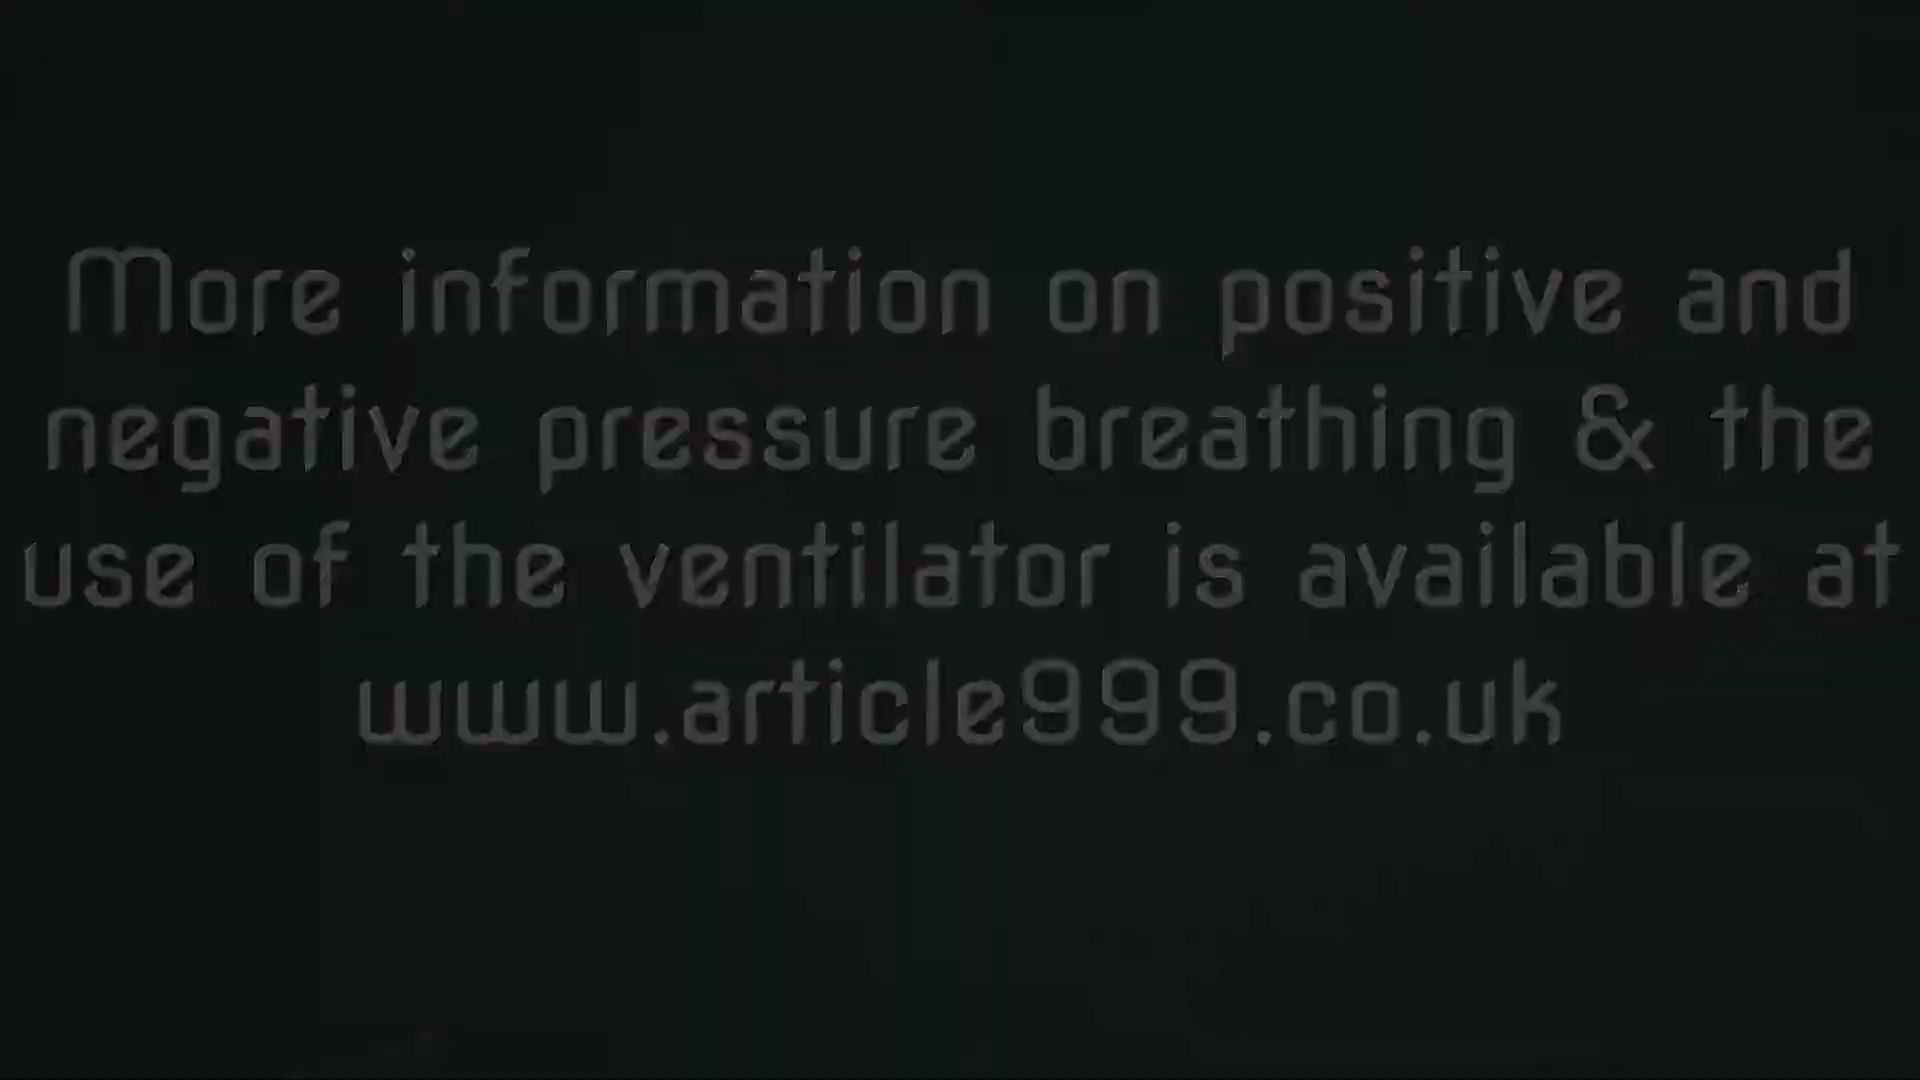 More information on positive and
negative pressure breathing & the
use of the ventilator is available at
www.article999.co.uk